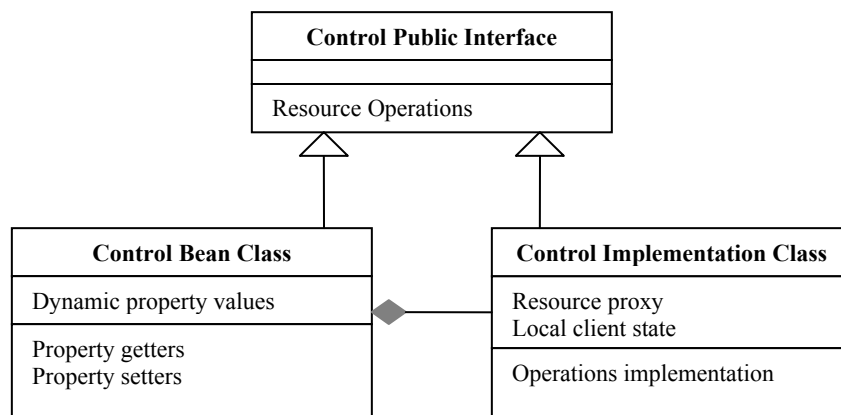 Control Public Interface
Resource Operations
Control Bean Class
Dynamic property values
Property getters
Property setters
Control Implementation Class
Resource proxy
Local client state
Operations implementation